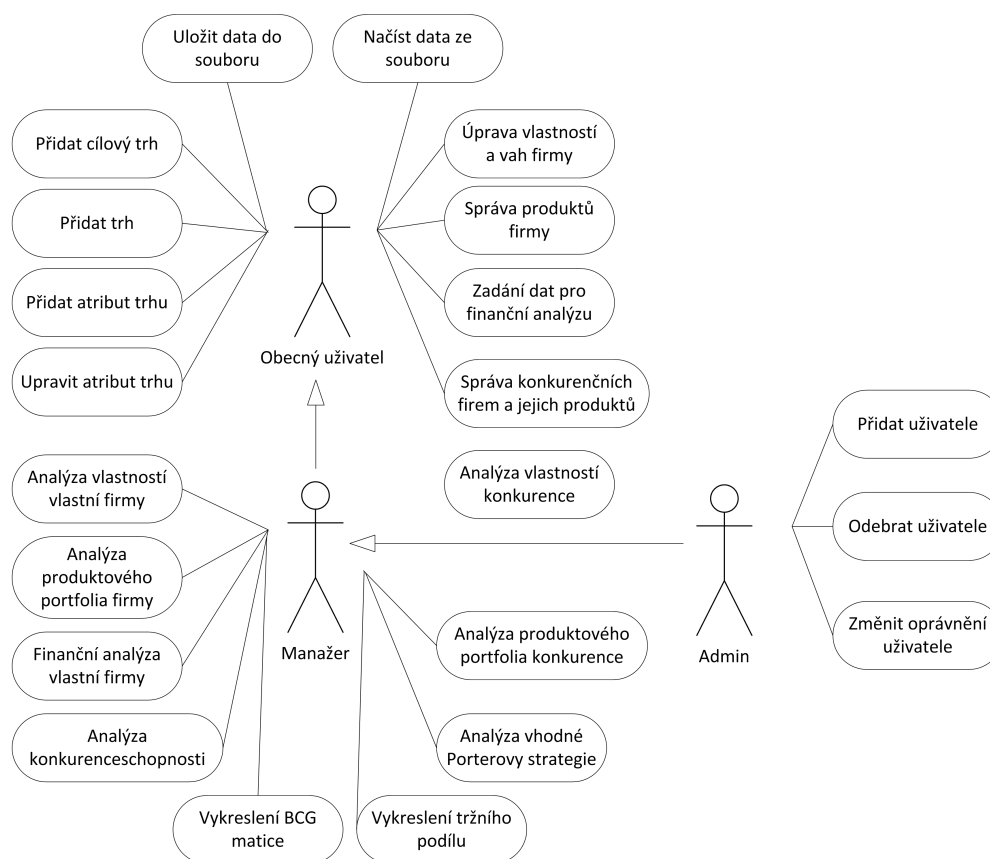 Uložit data do
souboru
Načíst data ze
souboru
Přidat cílový trh
Úprava vlastností
a vah firmy
Přidat trh
Správa produktů
firmy
Přidat atribut trhu
Zadání dat pro
finanční analýzu
Obecný uživatel
Upravit atribut trhu
Správa konkurenčních
firem a jejich produktů
Přidat uživatele
Analýza vlastností
vlastní firmy
Analýza vlastností
konkurence
Odebrat uživatele
Analýza
produktového
portfolia firmy
Manažer
Admin
Změnit oprávnění
uživatele
Analýza produktového
portfolia konkurence
Finanční analýza
vlastní firmy
Analýza
konkurenceschopnosti
Analýza vhodné
Porterovy strategie
Vykreslení BCG
matice
Vykreslení tržního
podílu